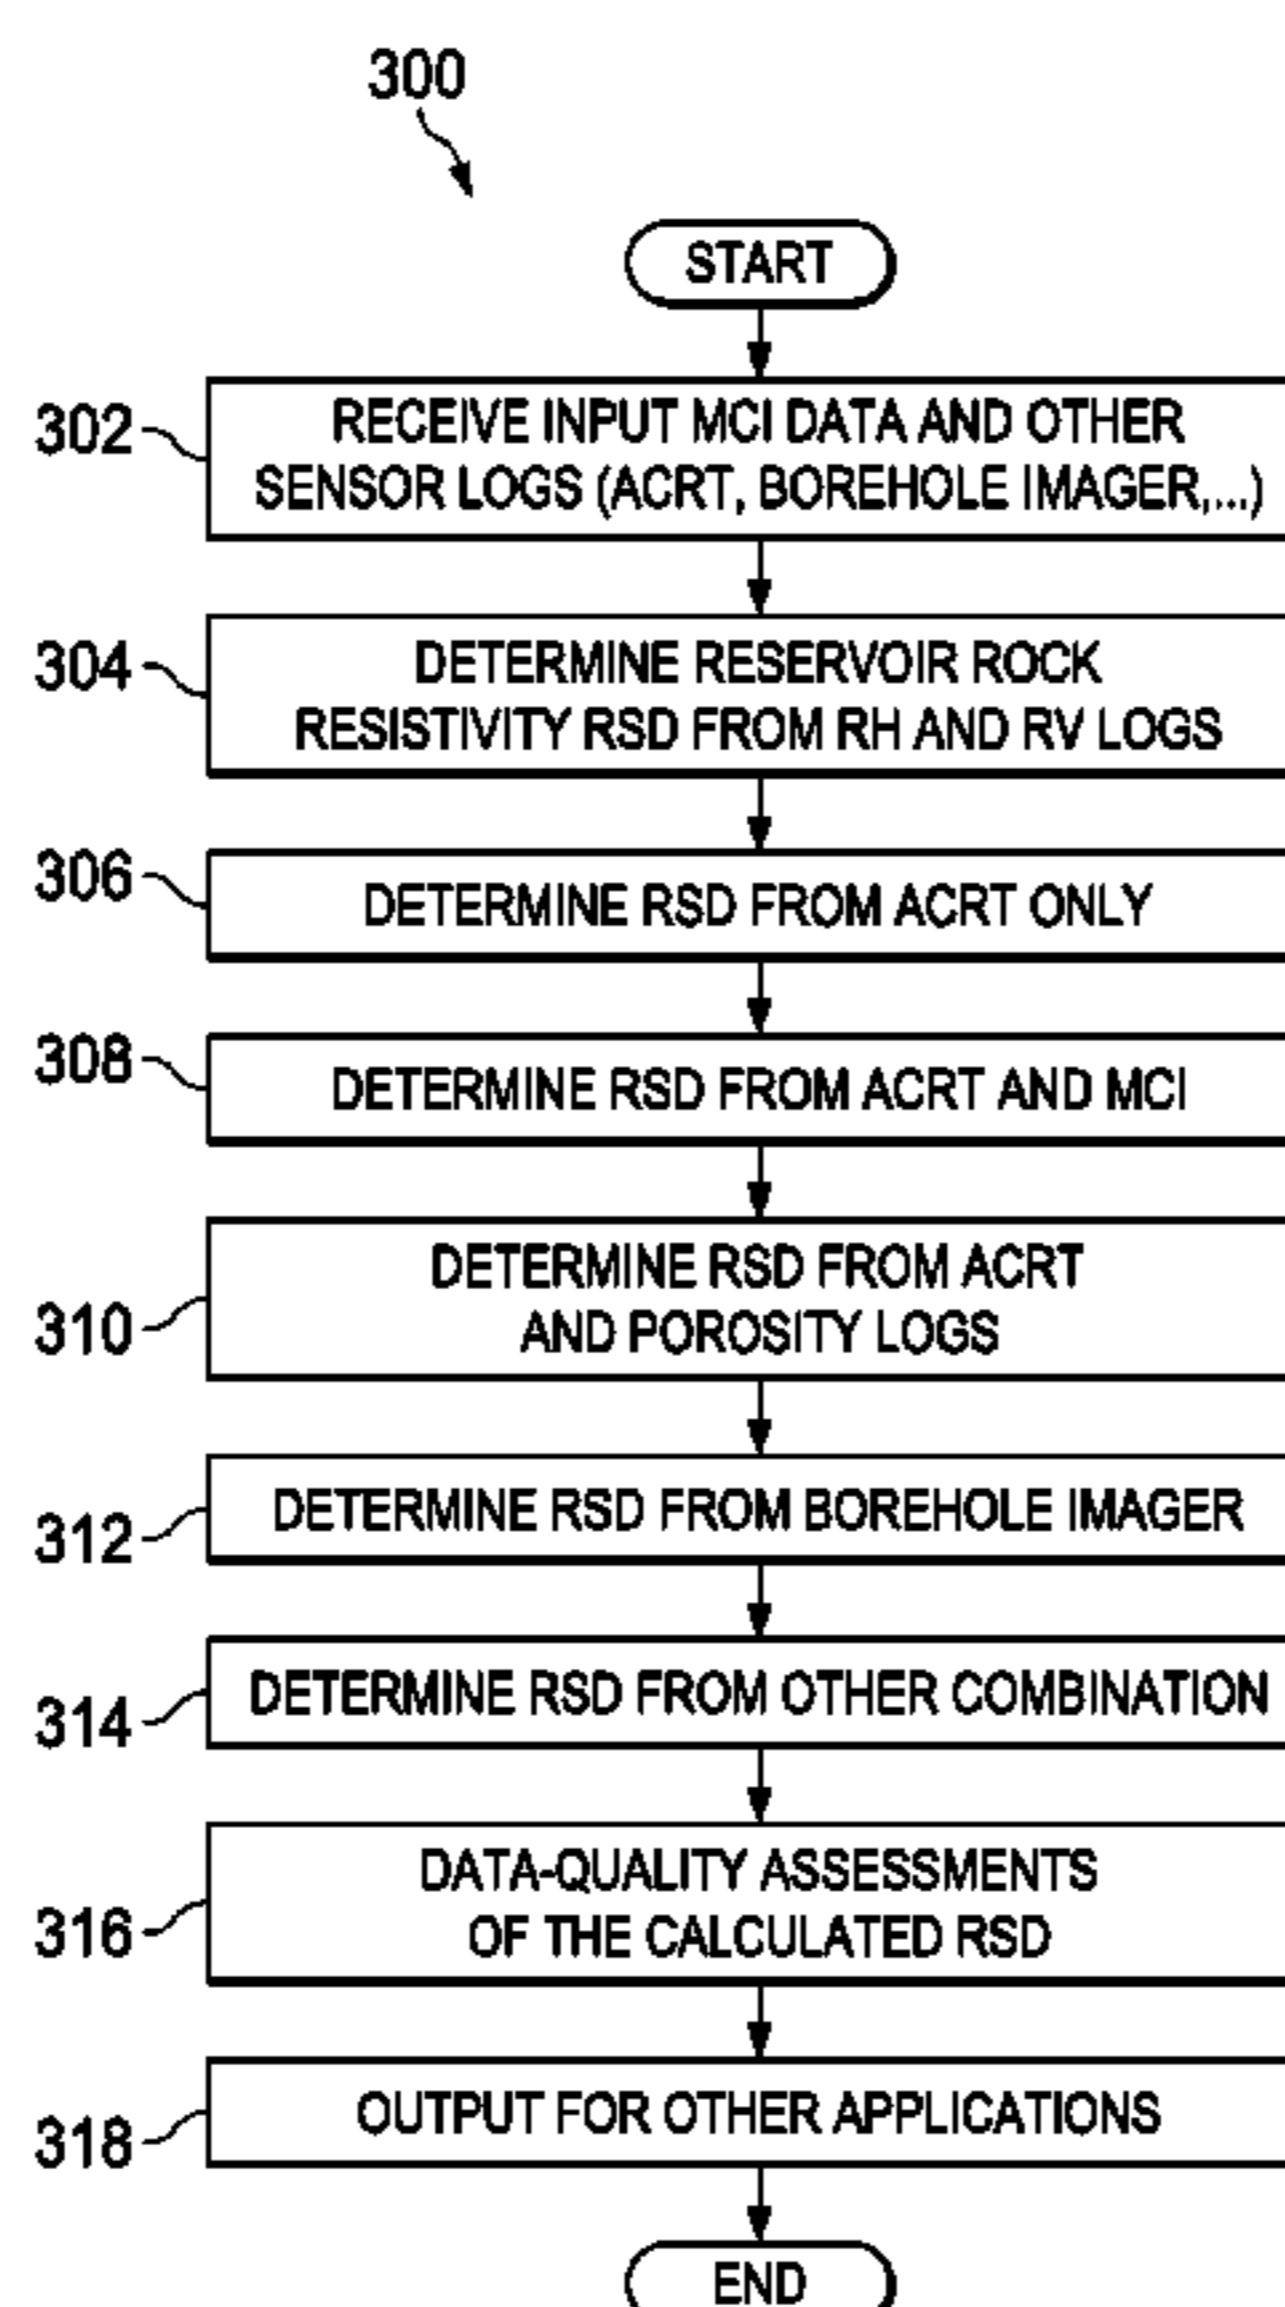 300
START
302
RECEIVE INPUT MCI DATA AND OTHER
SENSOR LOGS (ACRT, BOREHOLE IMAGER,...)
304
DETERMINE RESERVOIR ROCK
RESISTIVITY RSD FROM RH AND RV LOGS
306
DETERMINE RSD FROM ACRT ONLY
308
DETERMINE RSD FROM ACRT AND MCI
310
DETERMINE RSD FROM ACRT
AND POROSITY LOGS
312
DETERMINE RSD FROM BOREHOLE IMAGER
314
DETERMINE RSD FROM OTHER COMBINATION
316
DATA-QUALITY ASSESSMENTS
OF THE CALCULATED RSD
318
OUTPUT FOR OTHER APPLICATIONS
END